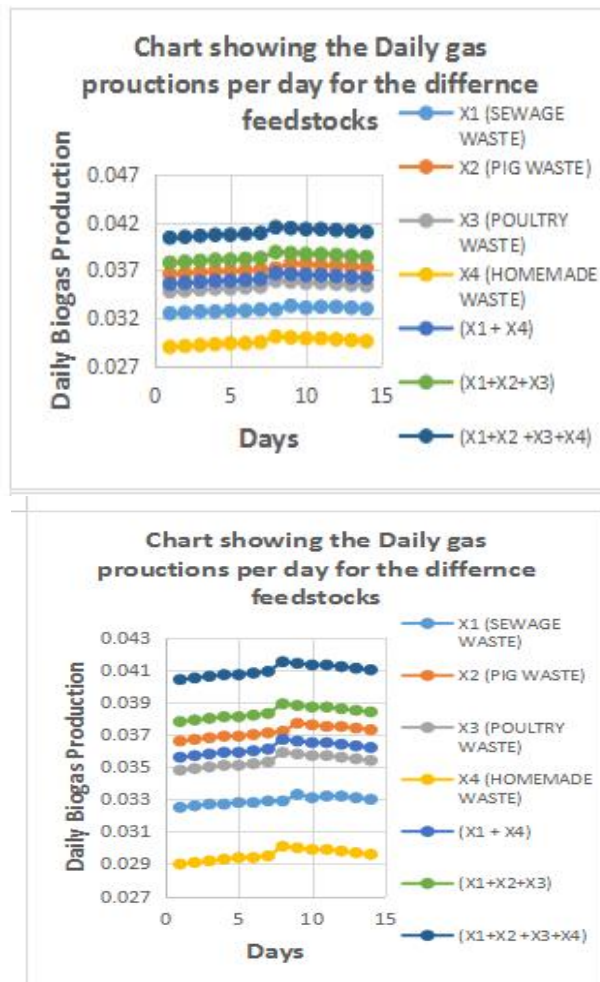 Chart showing the Daily gas
prouctions per day for the differnce
feedstocks
Daily Biogas Production
0.047
0.042
0.037
0.032
0.027
0
5
10
15
Days
X1 (SEWAGE
WASTE)
X2 (PIG WASTE)
X3 (POULTRY
WASTE)
X4 (HOMEMADE
WASTE)
(X1 + X4)
(X1+X2+X3)
(X1+X2 +X3+X4)
Chart showing the Daily gas
prouctions per day for the differnce
feedstocks
Daily Biogas Production
0.043
0.041
0.039
0.037
0.035
0.033
0.031
0.029
0.027
0
5
10
15
Days
X1 (SEWAGE
WASTE)
X2 (PIG WASTE)
X3 (POULTRY
WASTE)
X4 (HOMEMADE
WASTE)
(X1 + X4)
(X1+X2+X3)
(X1+X2 +X3+X4)